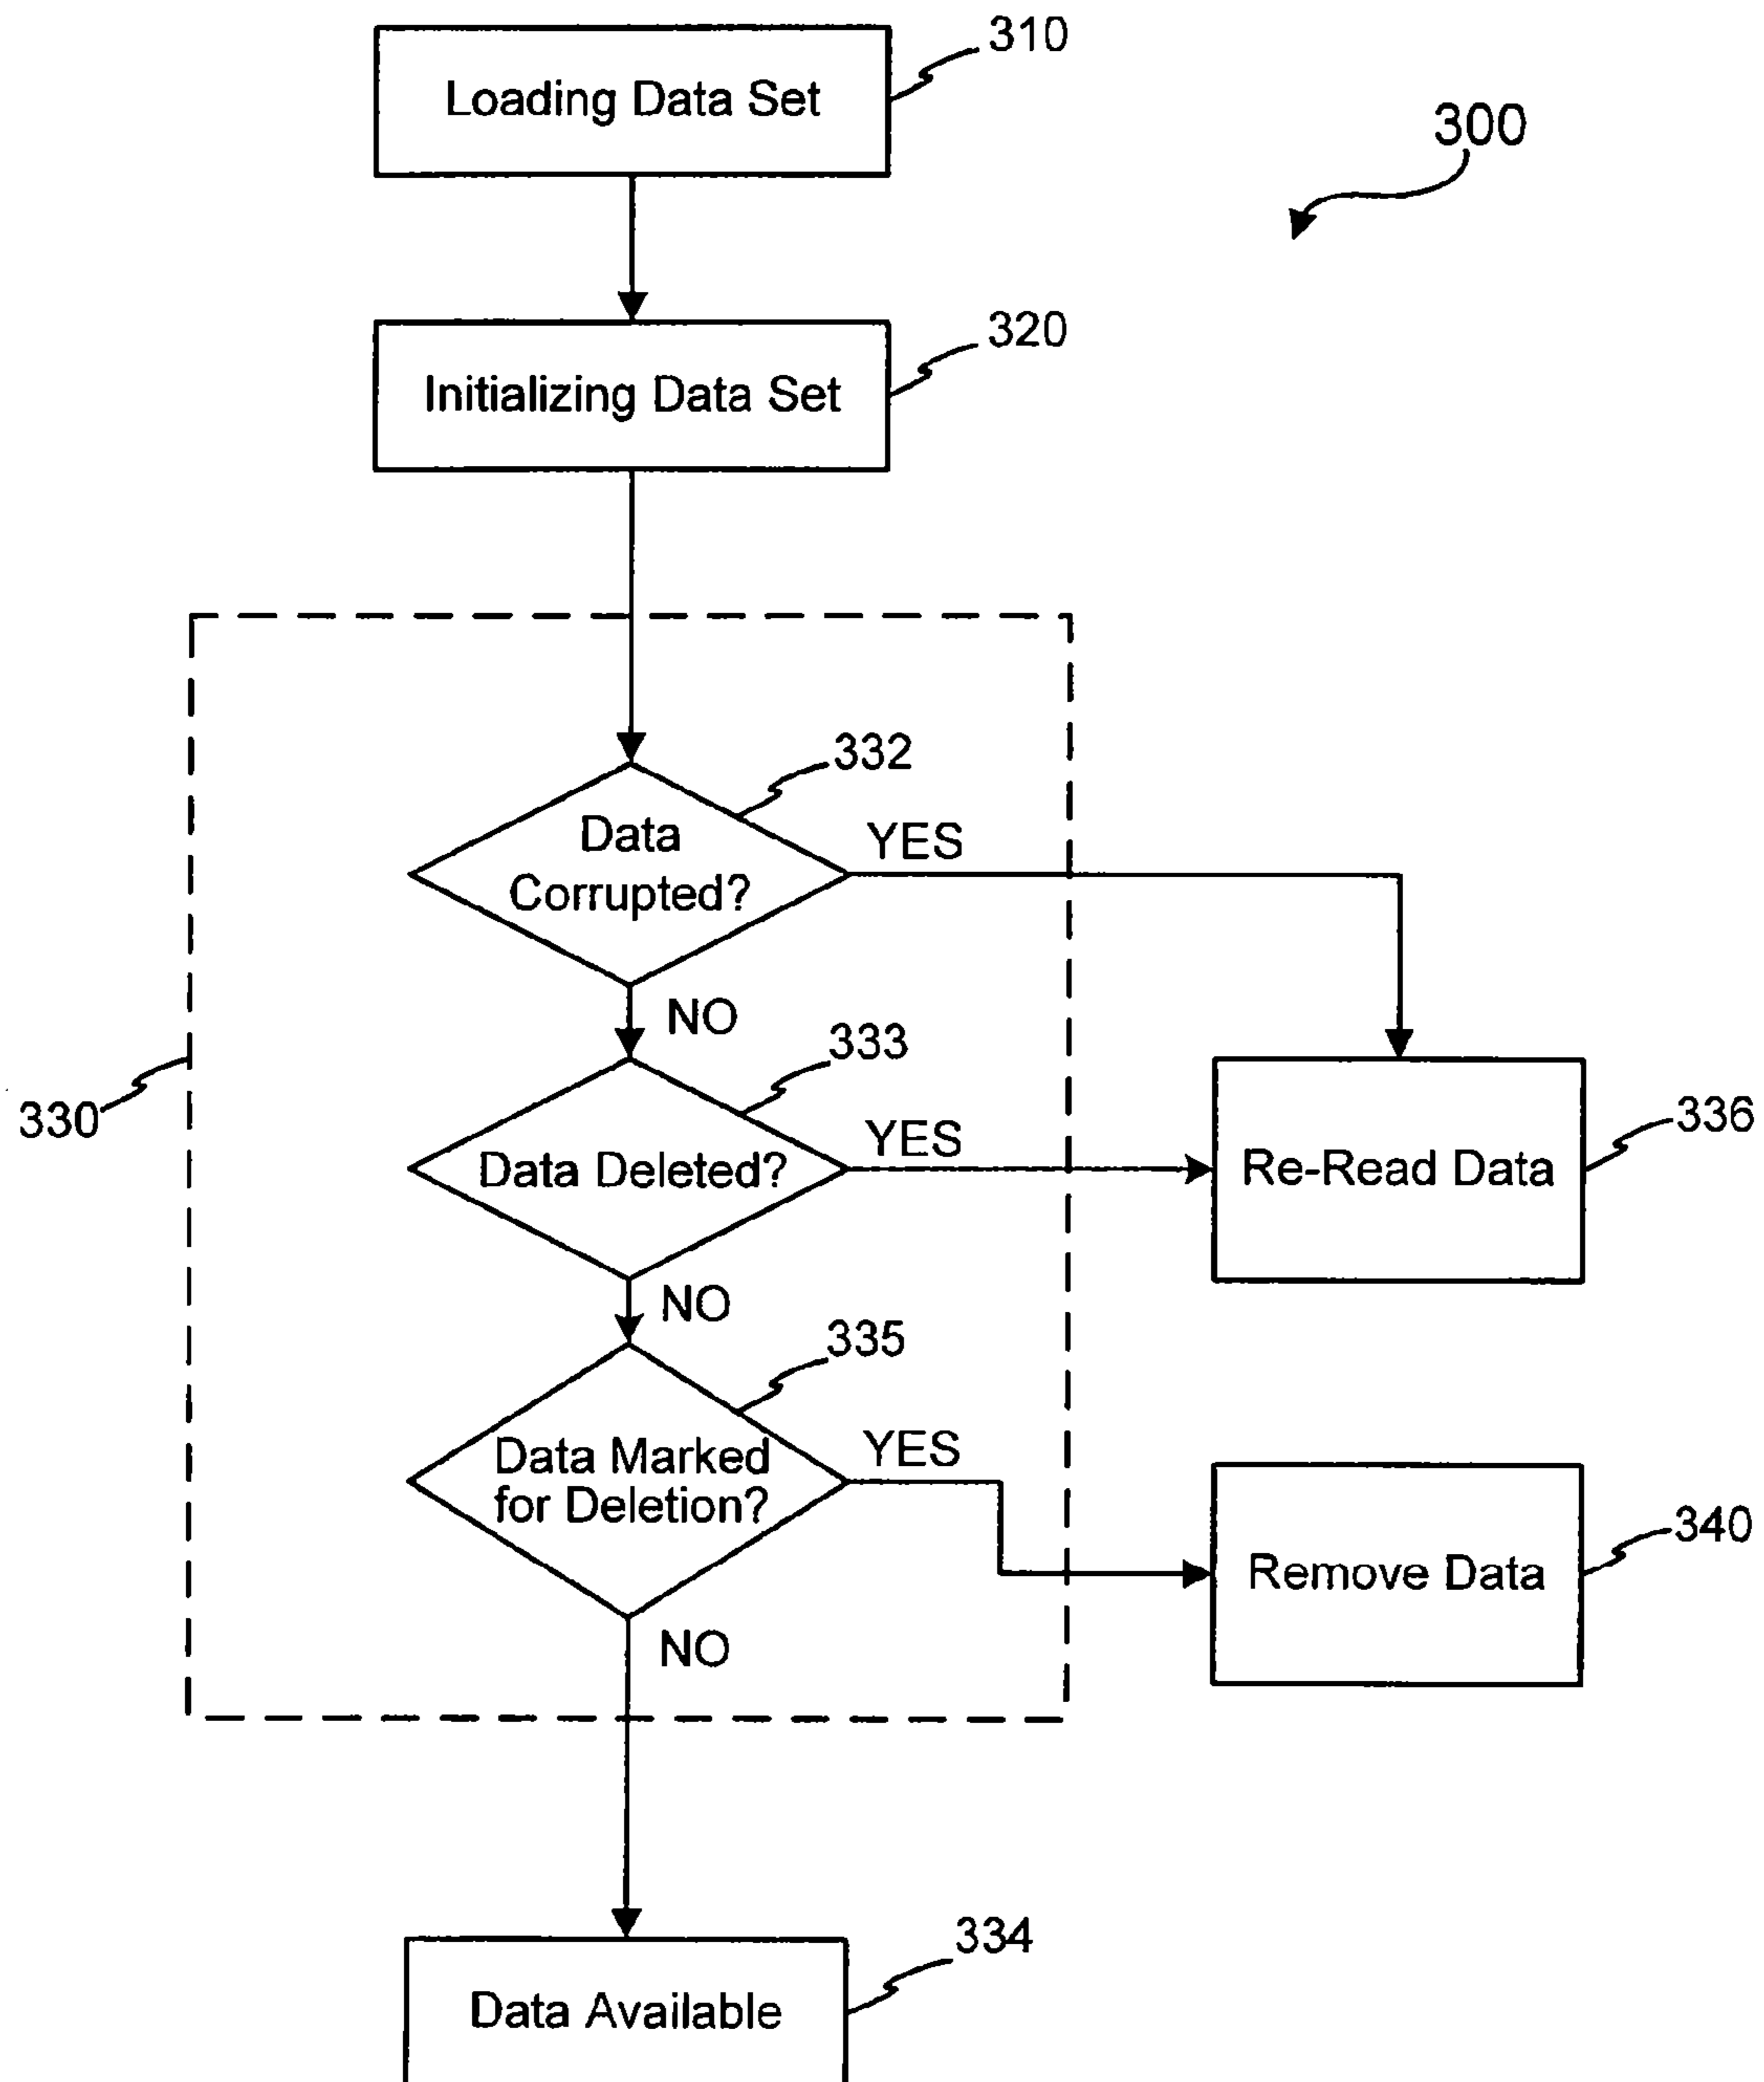 310
Loading Data Set
300
320
Initializing Data Set
332
Data
Corrupted?
YES
NO
333
330
Data Deleted?
YES
336
Re-Read Data
NO
335
Data Marked
for Deletion?
YES
340
Remove Data
NO
334
Data Available